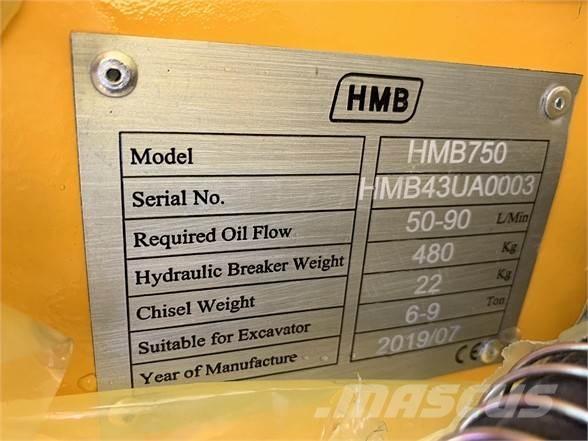 HMB
Model HMB750
Serial No. HMB43UA0003
Required Oil Flow 50-90 L/Min
Hydraulic Breaker Weight 480 Kg
Chisel Weight 22 Kg
Suitable for Excavator 6-9 Ton
Year of Manufacture 2019/07
CE
MASCUS